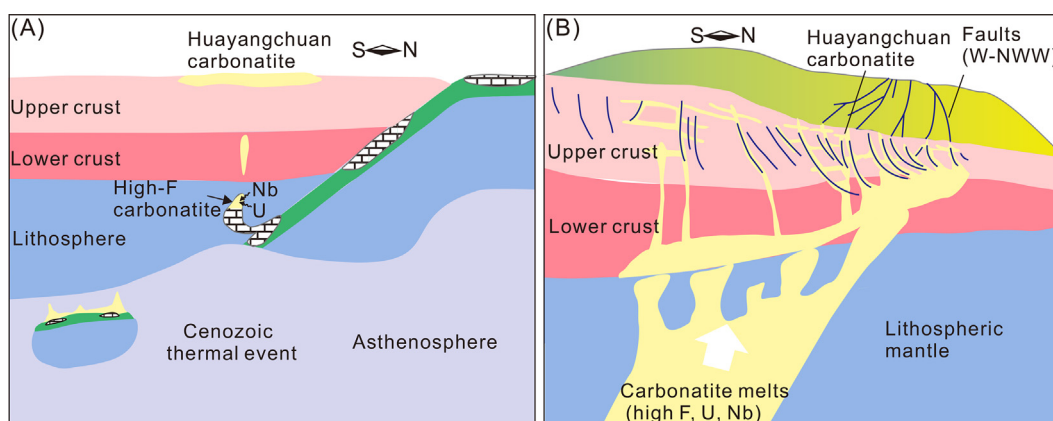 (A)
Huayangchuan
carbonatite
S N
Upper crust
Lower crust
High-F
carbonatite
Nb
U
Lithosphere
Cenozoic
thermal event
Asthenosphere
(B)
S N
Huayangchuan
carbonatite
Faults
(W-NWW)
Upper crust
Lower crust
Lithospheric
mantle
Carbonatite melts
(high F, U, Nb)